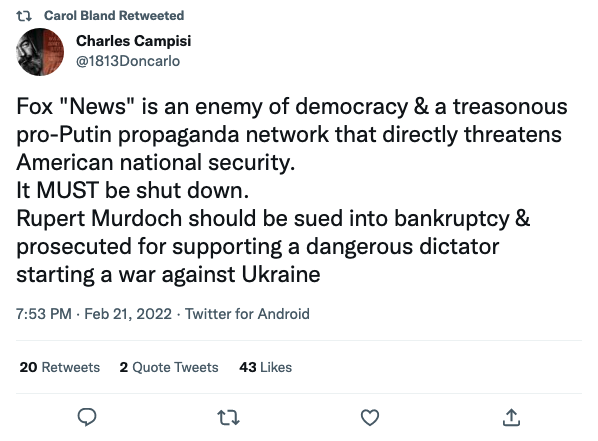 Carol Bland Retweeted
Charles Campisi
@1813Doncarlo
Fox "News" is an enemy of democracy & a treasonous
pro-Putin propaganda network that directly threatens
American national security.
It MUST be shut down.
Rupert Murdoch should be sued into bankruptcy &
prosecuted for supporting a dangerous dictator
starting a war against Ukraine
7:53 PM · Feb 21, 2022 · Twitter for Android
20 Retweets 2 Quote Tweets 43 Likes